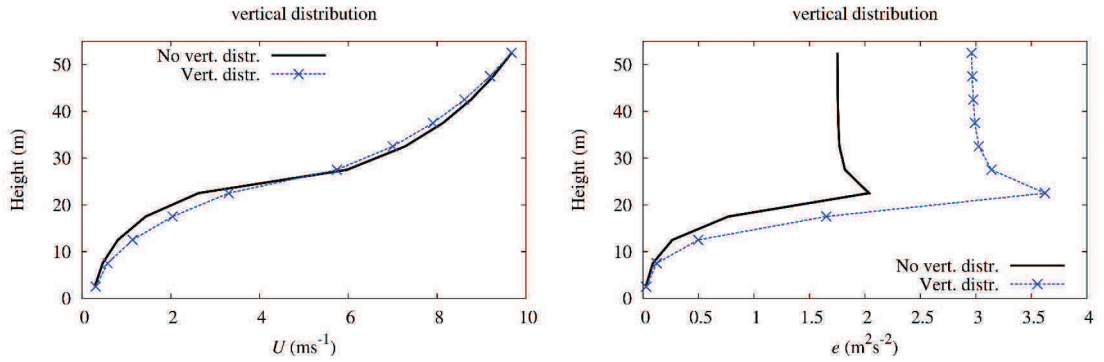 vertical distribution
No vert. distr.
Vert. distr.
Height (m)
50
40
30
20
10
0
0 2 4 6 8 10
U (ms⁻¹)
vertical distribution
Height (m)
50
40
30
20
10
0
No vert. distr.
Vert. distr.
0 0.5 1 1.5 2 2.5 3 3.5 4
e (m²s⁻²)